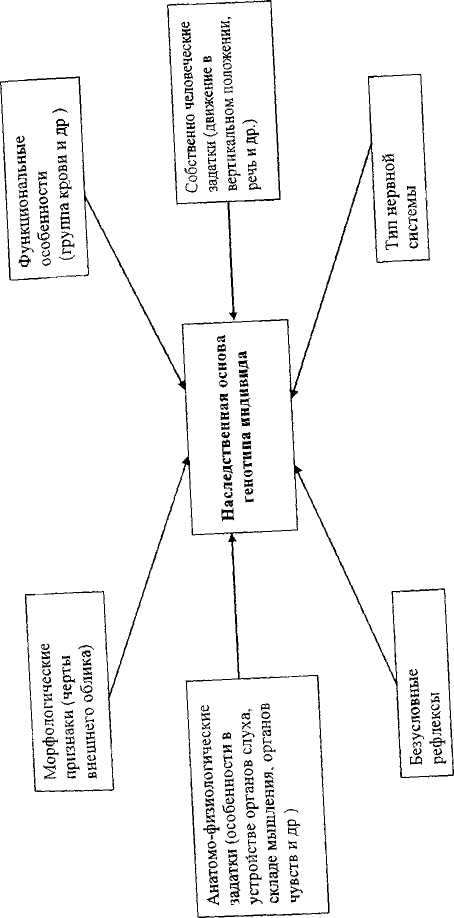 Морфологические
признаки (черты
внешнего облика)
Функциональные
особенности
(группа крови и др )
Анатомо-физиологические
задатки (особенности в
устройстве органов слуха,
складе мышления, органов
чувств и др )
Наследственная основа
генотипа индивида
Собственно человеческие
задатки (движение в
вертикальном положении,
речь и др.)
Безусловные
рефлексы
Тип нервной
системы